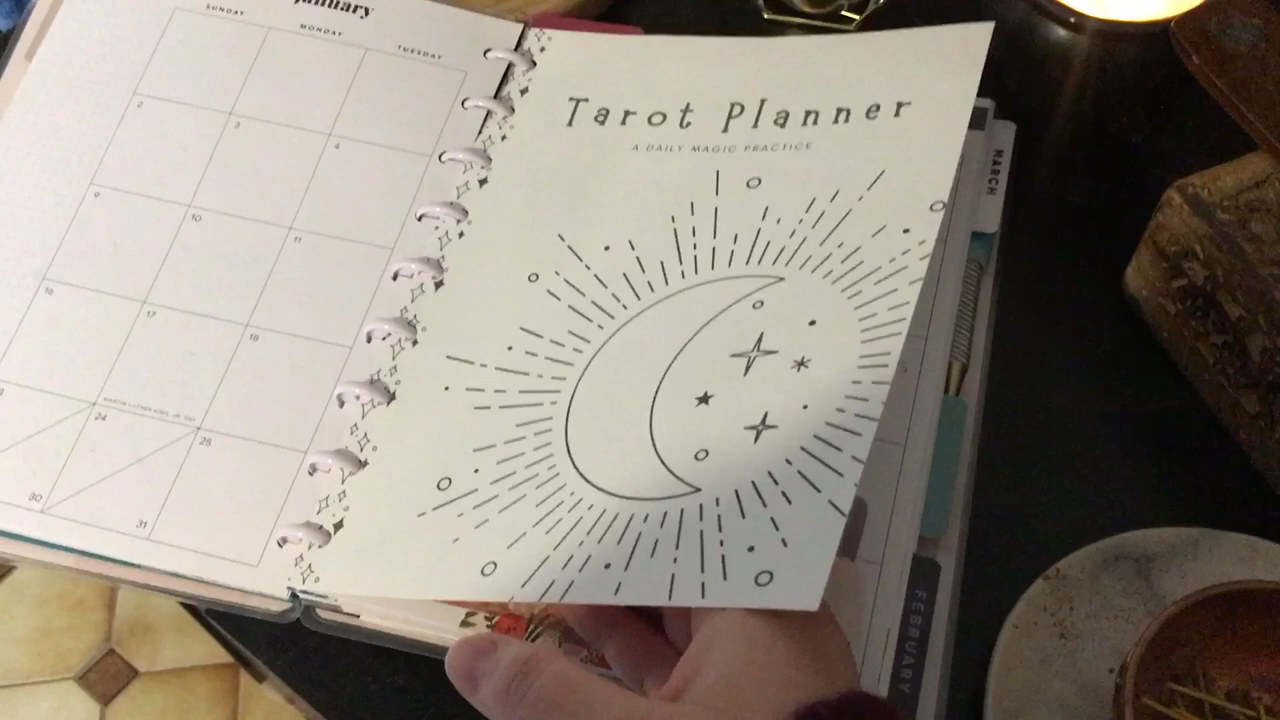 January
SUNDAY MONDAY TUESDAY
2 3 4
9 10 11
16 17 18
MARTIN LUTHER KING, JR. DAY
24 25
30 31
Tarot Planner
A DAILY MAGIC PRACTICE
MARCH
FEBRUARY